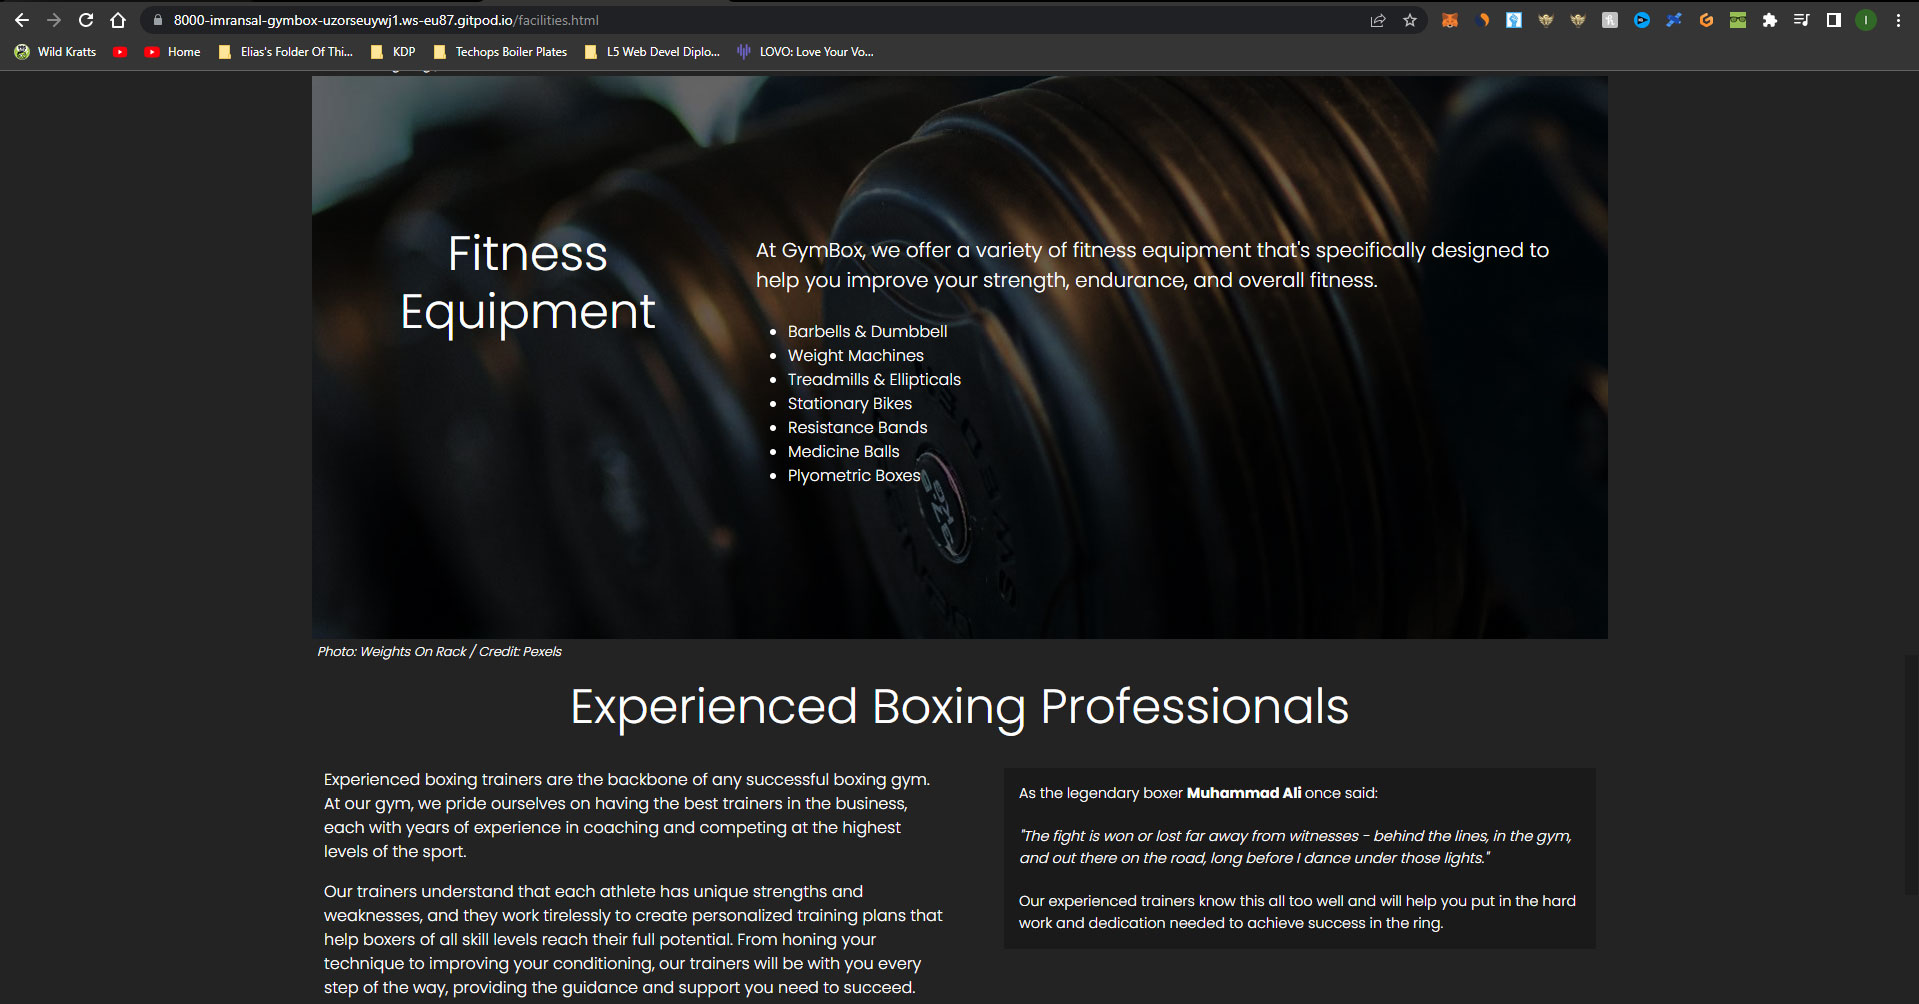 8000-imransal-gymbox-uzorseuywj1.ws-eu87.gitpod.io/facilities.html
Wild Kratts
Home
Elias's Folder Of Thi...
KDP
Techops Boiler Plates
L5 Web Devel Diplo...
LOVO: Love Your Vo...
Fitness
Equipment
At GymBox, we offer a variety of fitness equipment that's specifically designed to
help you improve your strength, endurance, and overall fitness.
• Barbells & Dumbbell
• Weight Machines
• Treadmills & Ellipticals
• Stationary Bikes
• Resistance Bands
• Medicine Balls
• Plyometric Boxes
Photo: Weights On Rack / Credit: Pexels
Experienced Boxing Professionals
Experienced boxing trainers are the backbone of any successful boxing gym.
At our gym, we pride ourselves on having the best trainers in the business,
each with years of experience in coaching and competing at the highest
levels of the sport.
Our trainers understand that each athlete has unique strengths and
weaknesses, and they work tirelessly to create personalized training plans that
help boxers of all skill levels reach their full potential. From honing your
technique to improving your conditioning, our trainers will be with you every
step of the way, providing the guidance and support you need to succeed.
As the legendary boxer Muhammad Ali once said:
"The fight is won or lost far away from witnesses - behind the lines, in the gym,
and out there on the road, long before I dance under those lights."
Our experienced trainers know this all too well and will help you put in the hard
work and dedication needed to achieve success in the ring.